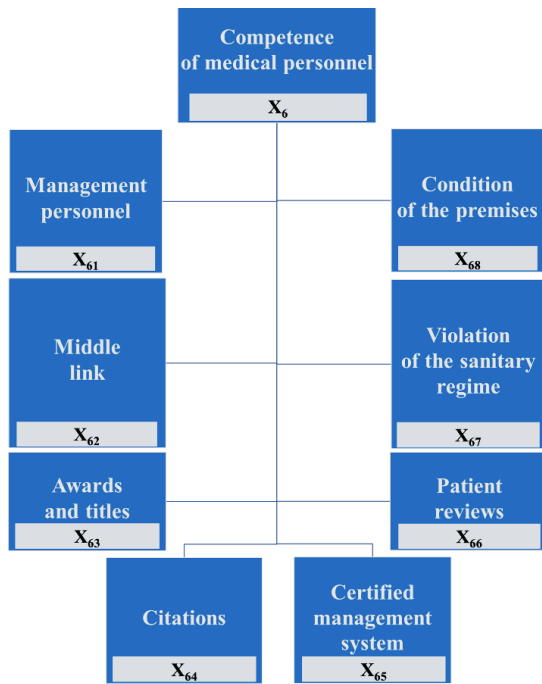 Competence
of medical personnel
X₆
Management
personnel
X₆₁
Condition
of the premises
X₆₈
Middle
link
X₆₂
Violation
of the sanitary
regime
X₆₇
Awards
and titles
X₆₃
Patient
reviews
X₆₆
Citations
X₆₄
Certified
management
system
X₆₅